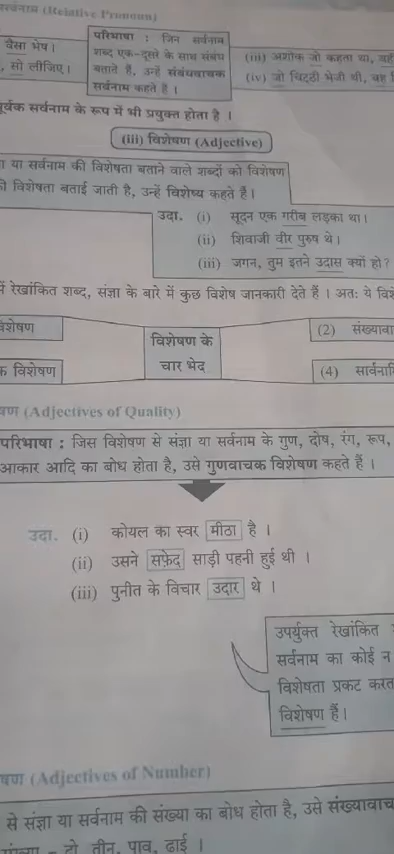 सर्वनाम (Relative Pronoun)
परिभाषा : जिन सर्वनाम
शब्द एक-दूसरे के साथ संबंध
बताते हैं, उन्हें संबंधवाचक
सर्वनाम कहते हैं ।
वैसा भेष।
, सो लीजिए।
(iii) अशोक जो कहता था, वह
(iv) जो चिट्ठी भेजी थी, वह
पूर्वक सर्वनाम के रूप में भी प्रयुक्त होता है ।
(iii) विशेषण (Adjective)
या सर्वनाम की विशेषता बताने वाले शब्दों को विशेषण
विशेषता बताई जाती है, उन्हें विशेष्य कहते हैं।
उदा. (i) सूदन एक गरीब लड़का था।
(ii) शिवाजी वीर पुरुष थे।
(iii) जगन, तुम इतने उदास क्यों हो?
में रेखांकित शब्द, संज्ञा के बारे में कुछ विशेष जानकारी देते हैं । अतः ये
विशेषण
विशेषण के
चार भेद
(2) संख्यावा
क विशेषण
(4) सार्वना
षण (Adjectives of Quality)
परिभाषा : जिस विशेषण से संज्ञा या सर्वनाम के गुण, दोष, रंग, रूप,
आकार आदि का बोध होता है, उसे गुणवाचक विशेषण कहते हैं ।
उदा. (i) कोयल का स्वर मीठा है ।
(ii) उसने सफ़ेद साड़ी पहनी हुई थी ।
(iii) पुनीत के विचार उदार थे ।
उपर्युक्त रेखांकित
सर्वनाम का कोई न
विशेषता प्रकट करत
विशेषण हैं।
षण (Adjectives of Number)
से संज्ञा या सर्वनाम की संख्या का बोध होता है, उसे संख्यावाच
संख्या – दो, तीन, पाव, ढाई ।